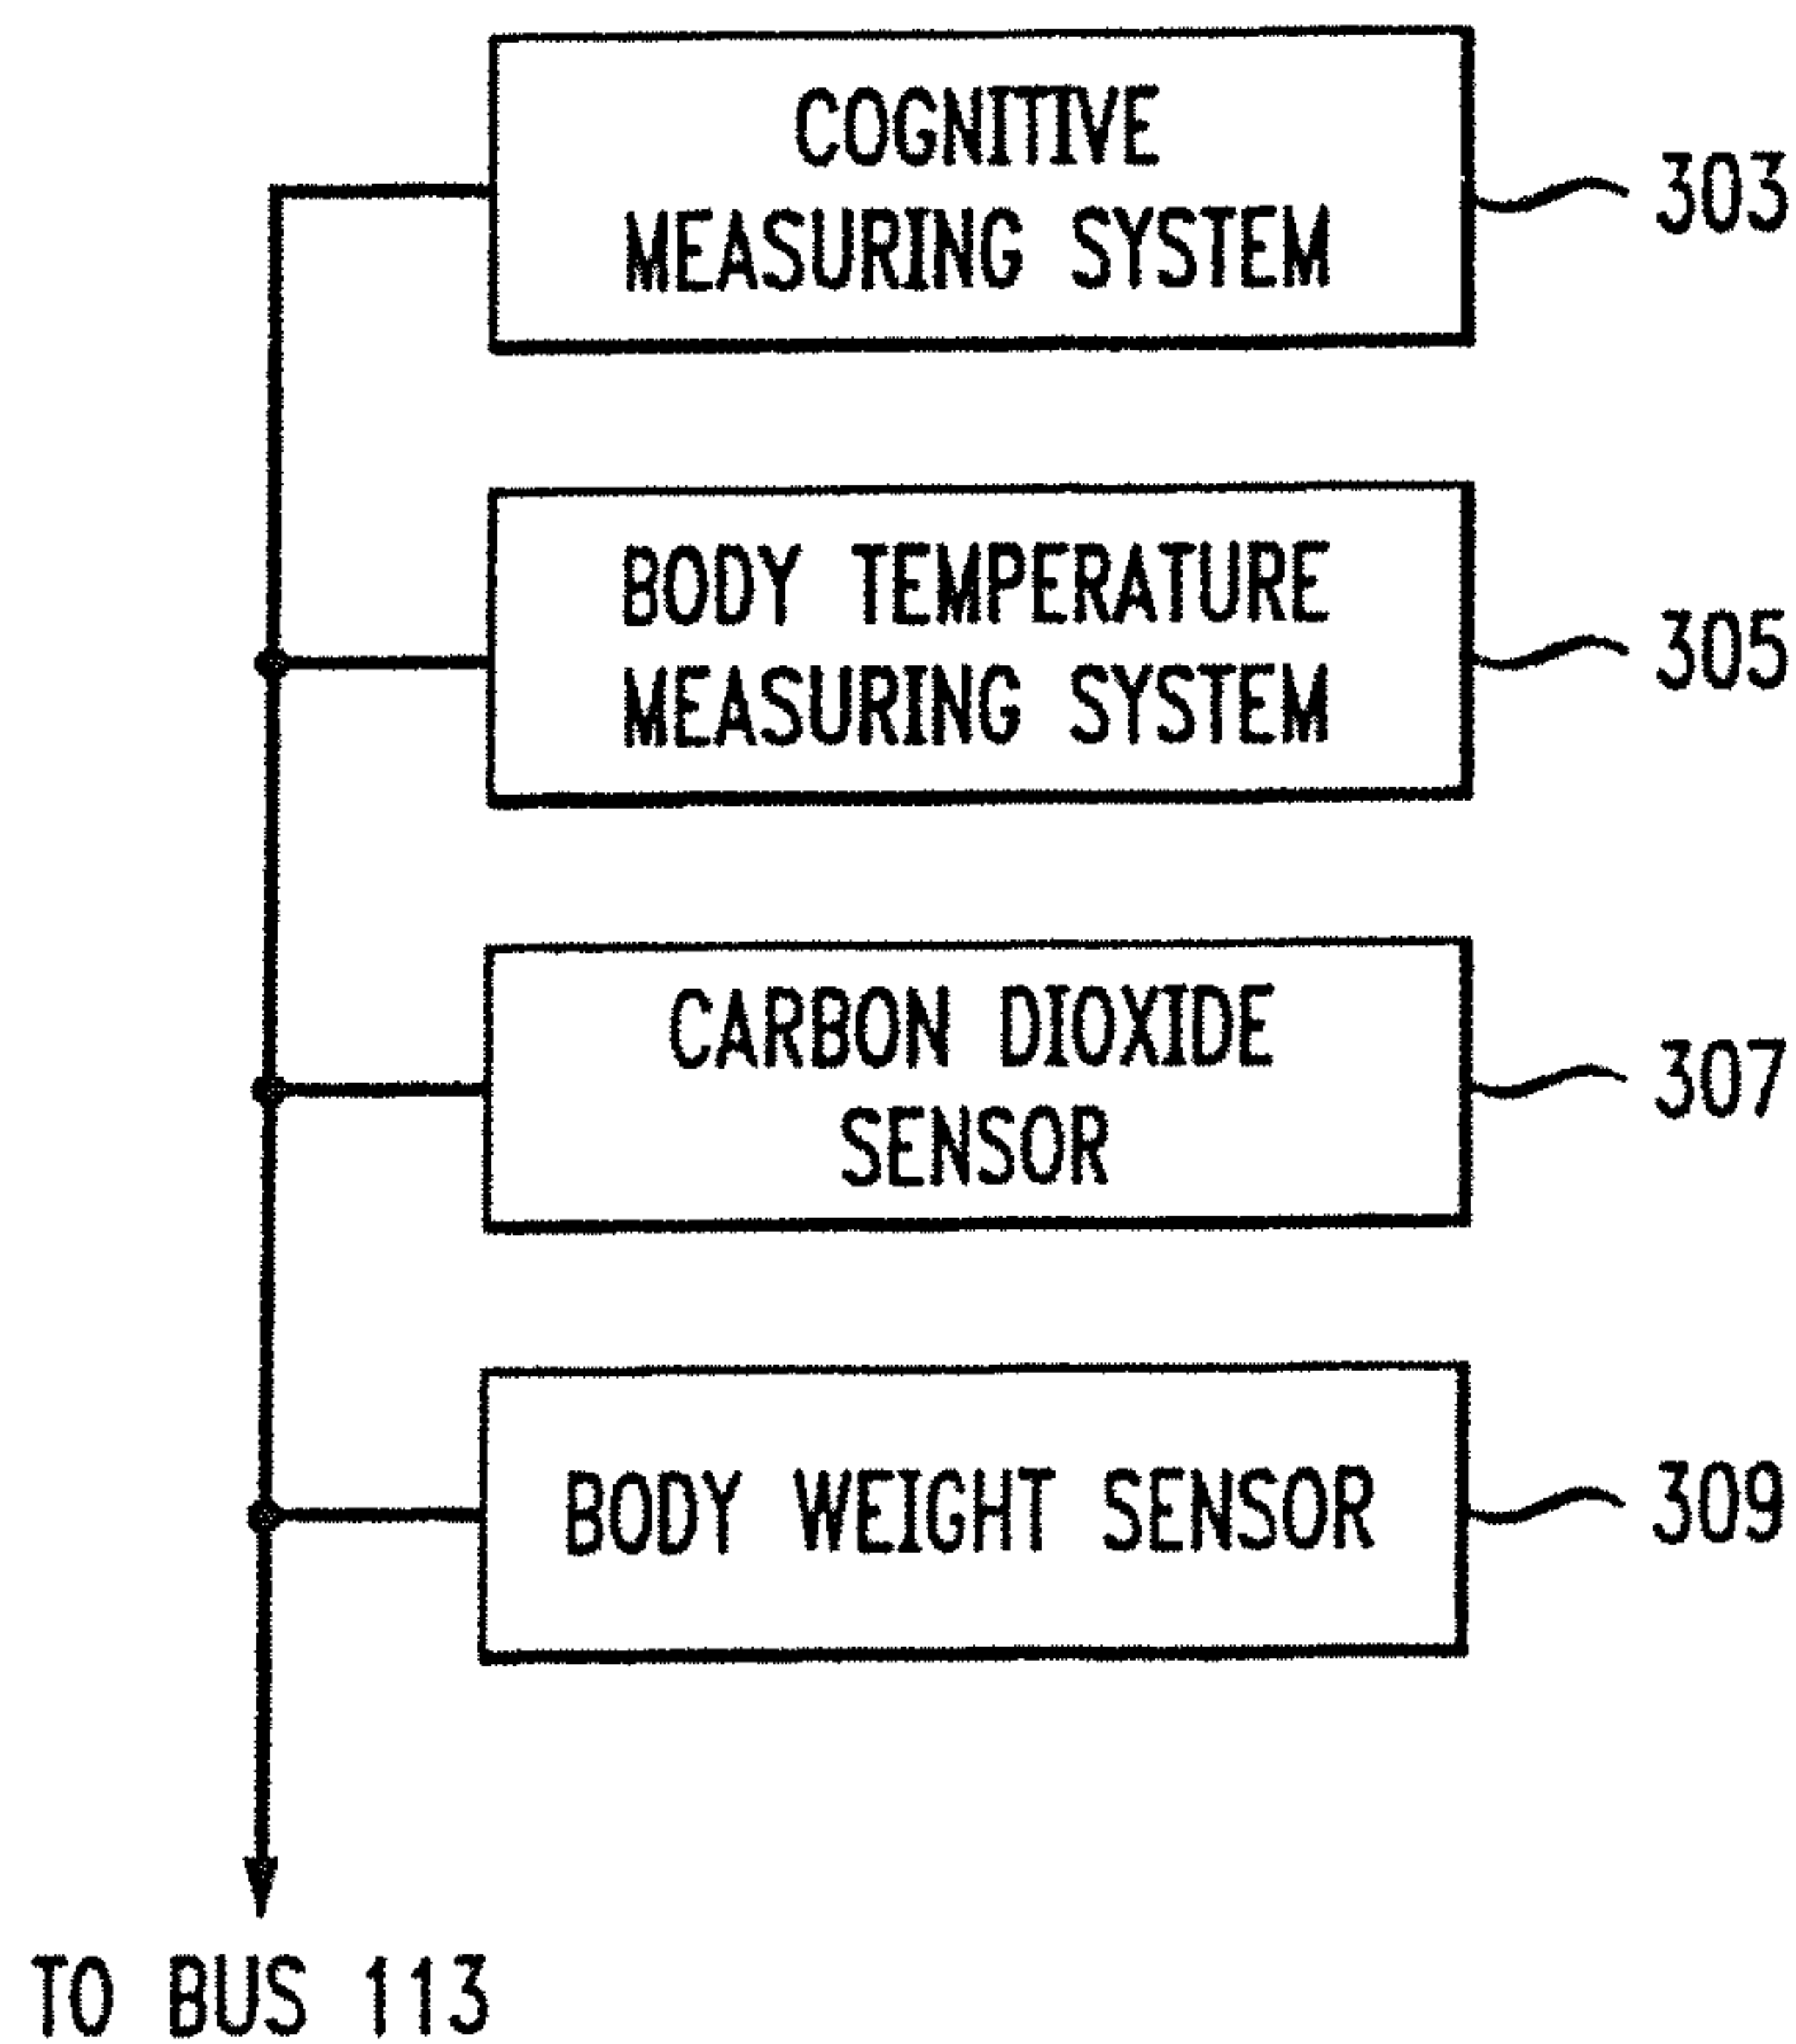 COGNITIVE
MEASURING SYSTEM
303
BODY TEMPERATURE
MEASURING SYSTEM
305
CARBON DIOXIDE
SENSOR
307
BODY WEIGHT SENSOR
309
TO BUS 113